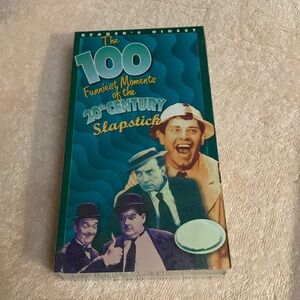 READER'S DIGEST
The
100
Funniest Moments
of the
20th CENTURY
Slapstick